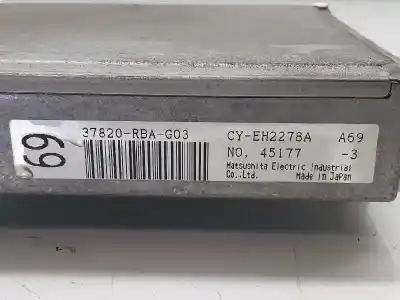 37820-RBA-G03 CY-EH2278A A69
69 NO. 45177 -3
Matsushita Electric Industrial
Co.,Ltd. Made in Japan